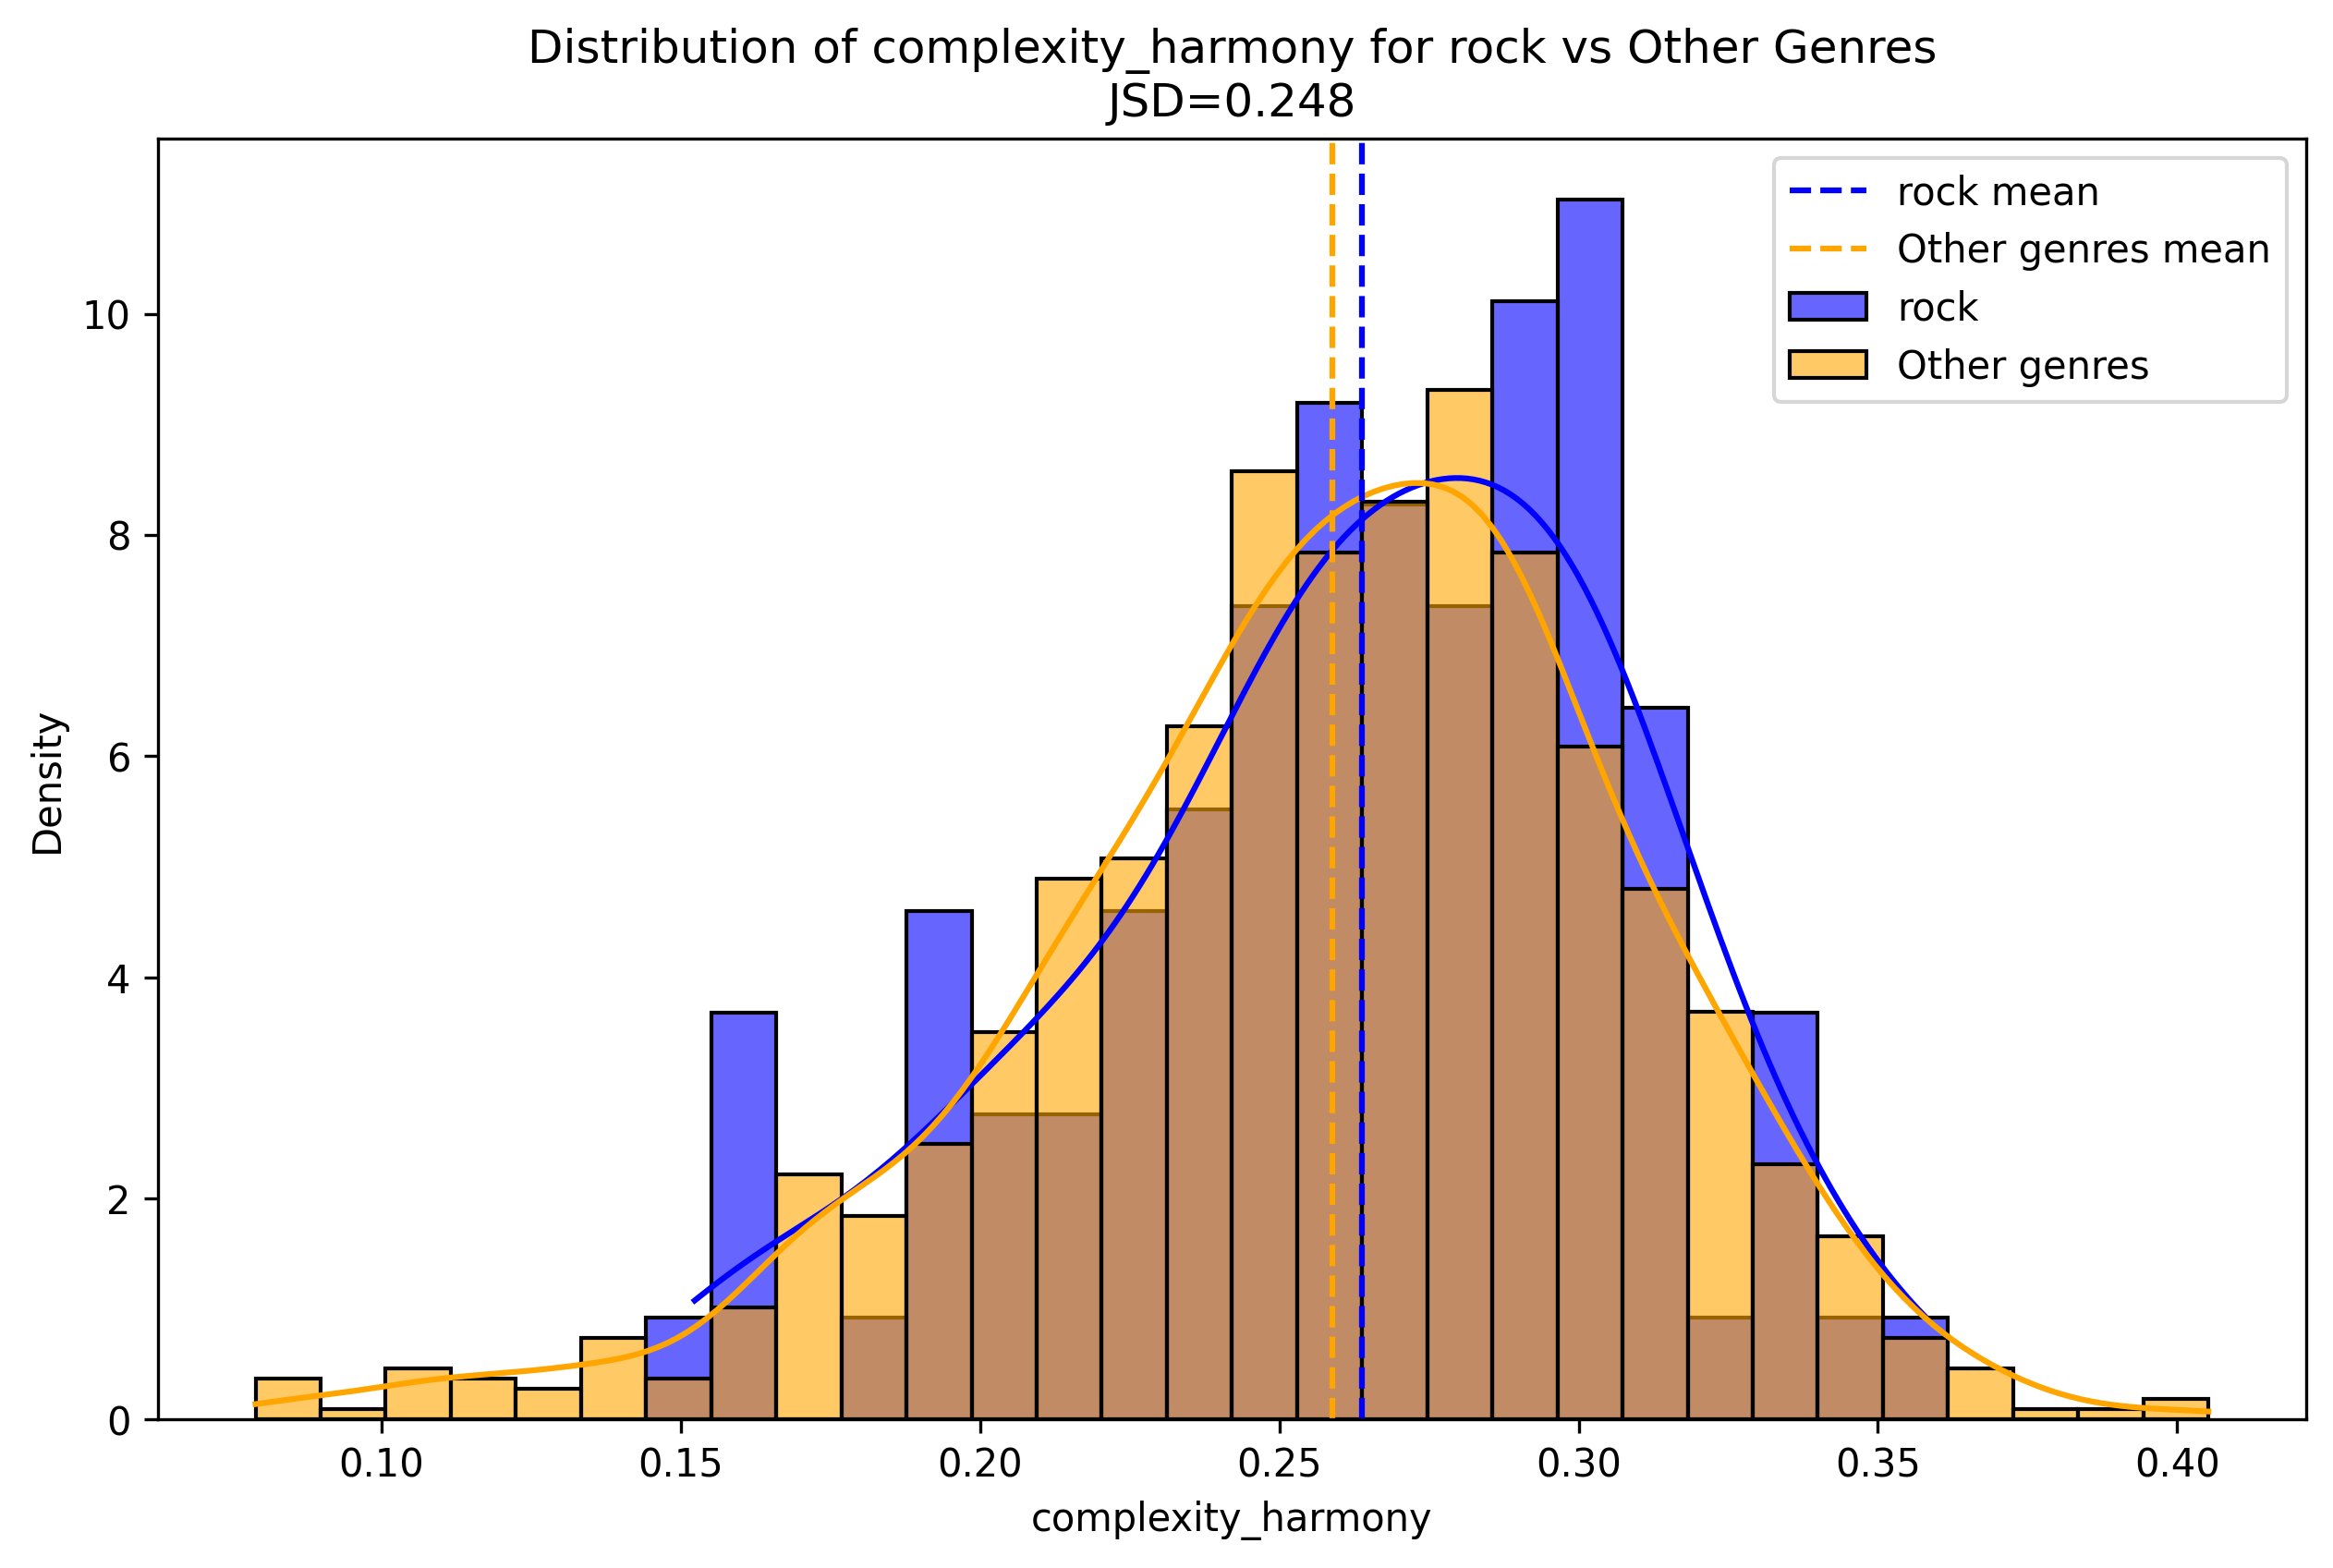 Distribution of complexity_harmony for rock vs Other Genres
JSD=0.248
rock mean
Other genres mean
rock
Other genres
Density
10
8
6
4
2
0
0.10 0.15 0.20 0.25 0.30 0.35 0.40
complexity_harmony